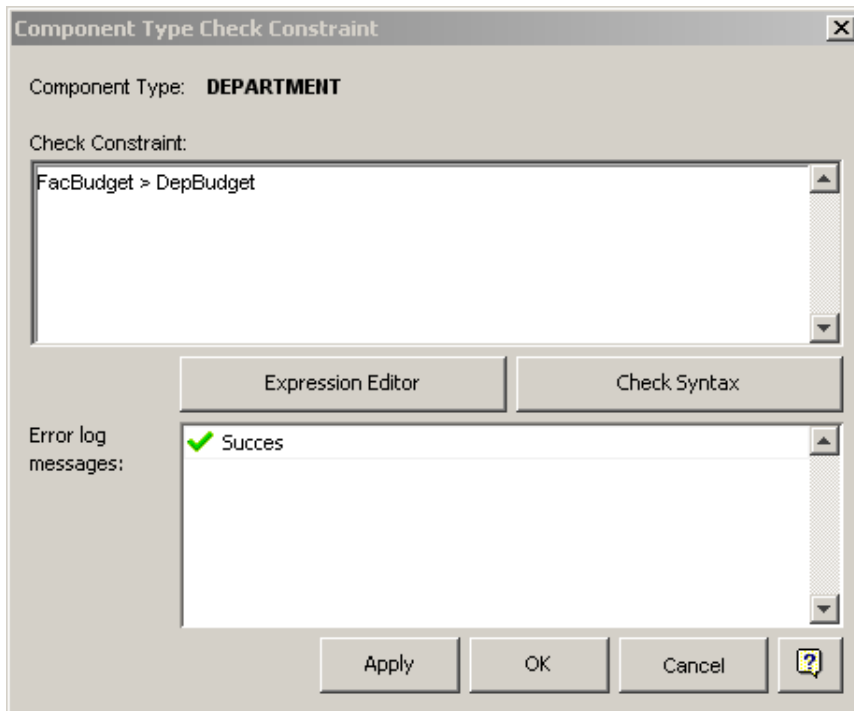 Component Type Check Constraint
Component Type: DEPARTMENT
Check Constraint:
FacBudget > DepBudget
Expression Editor
Check Syntax
Error log
messages:
Succes
Apply
OK
Cancel
?